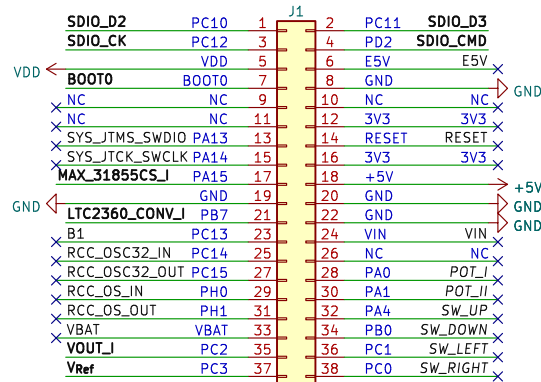 J1
SDIO_D2 PC10 1 2 PC11 SDIO_D3
SDIO_CK PC12 3 4 PD2 SDIO_CMD
VDD VDD 5 6 E5V E5V
BOOT0 BOOT0 7 8 GND GND
NC NC 9 10 NC NC
NC NC 11 12 3V3 3V3
SYS_JTMS_SWDIO PA13 13 14 RESET RESET
SYS_JTCK_SWCLK PA14 15 16 3V3 3V3
MAX_31855CS_I PA15 17 18 +5V +5V
GND GND 19 20 GND GND
LTC2360_CONV_I PB7 21 22 GND GND
B1 PC13 23 24 VIN VIN
RCC_OSC32_IN PC14 25 26 NC NC
RCC_OSC32_OUT PC15 27 28 PA0 POT_I
RCC_OS_IN PH0 29 30 PA1 POT_II
RCC_OS_OUT PH1 31 32 PA4 SW_UP
VBAT VBAT 33 34 PB0 SW_DOWN
VOUT_I PC2 35 36 PC1 SW_LEFT
VRef PC3 37 38 PC0 SW_RIGHT